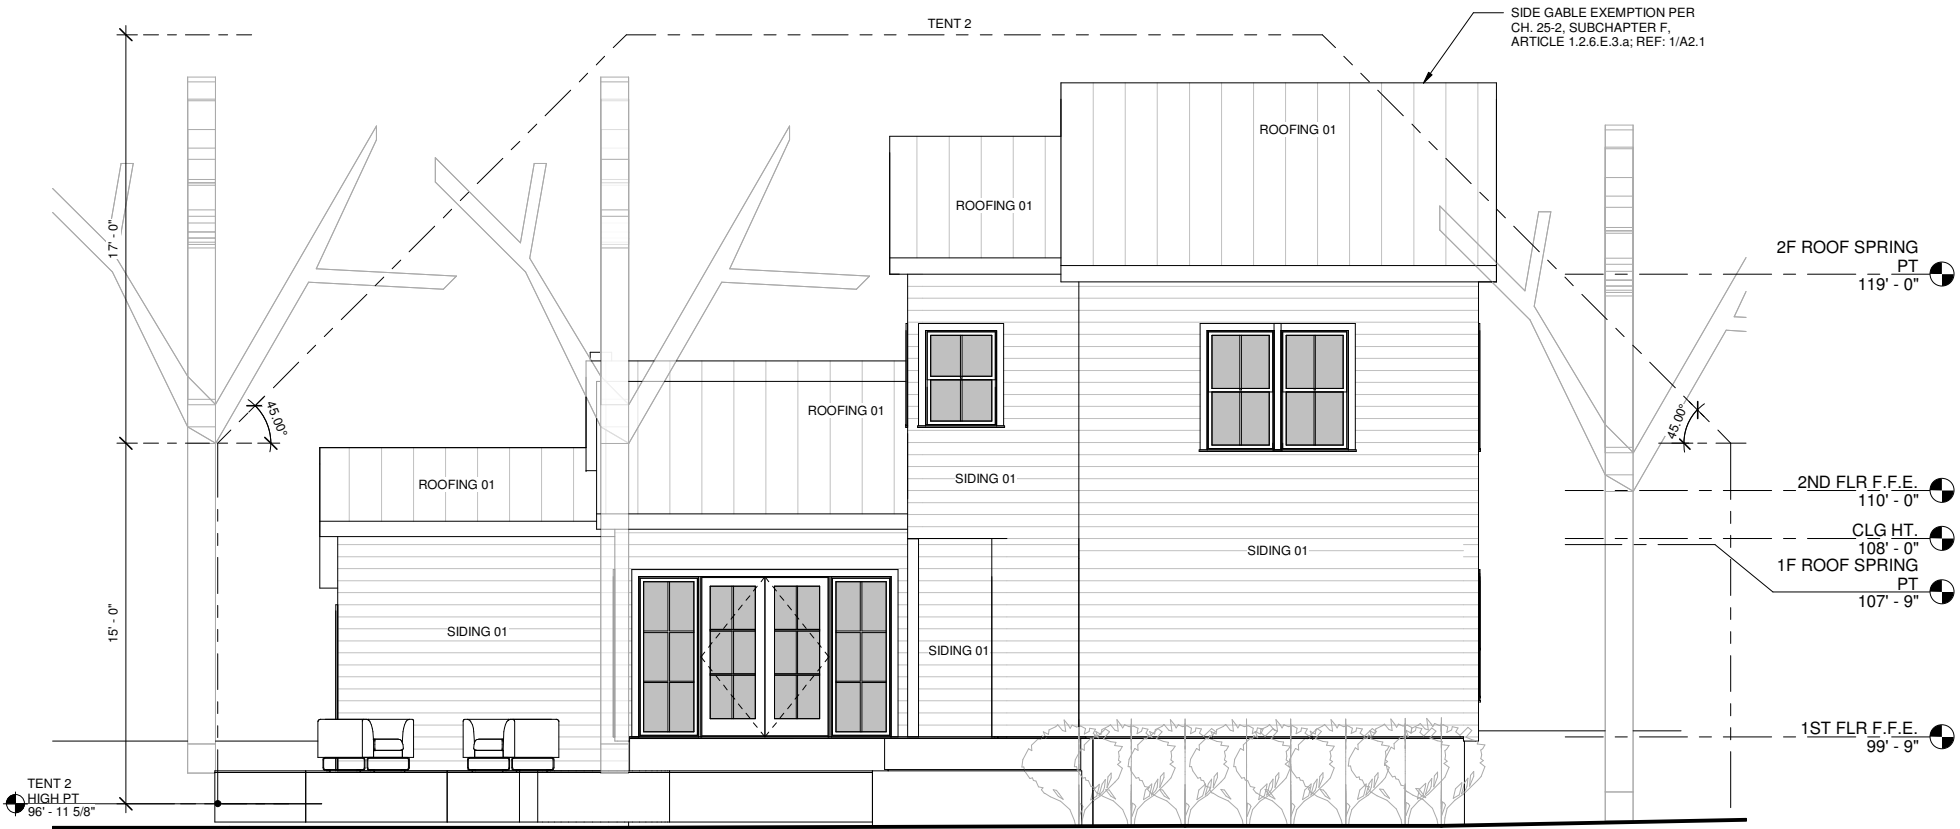 TENT 2
SIDE GABLE EXEMPTION PER
CH. 25-2, SUBCHAPTER F,
ARTICLE 1.2.6.E.3.a; REF: 1/A2.1
ROOFING 01
ROOFING 01
17' - 0"
2F ROOF SPRING
PT
119' - 0"
45.00°
ROOFING 01
45.00°
ROOFING 01
SIDING 01
2ND FLR F.F.E.
110' - 0"
CLG HT.
108' - 0"
SIDING 01
1F ROOF SPRING
PT
107' - 9"
15' - 0"
SIDING 01
SIDING 01
1ST FLR F.F.E.
99' - 9"
TENT 2
HIGH PT
96' - 11 5/8"